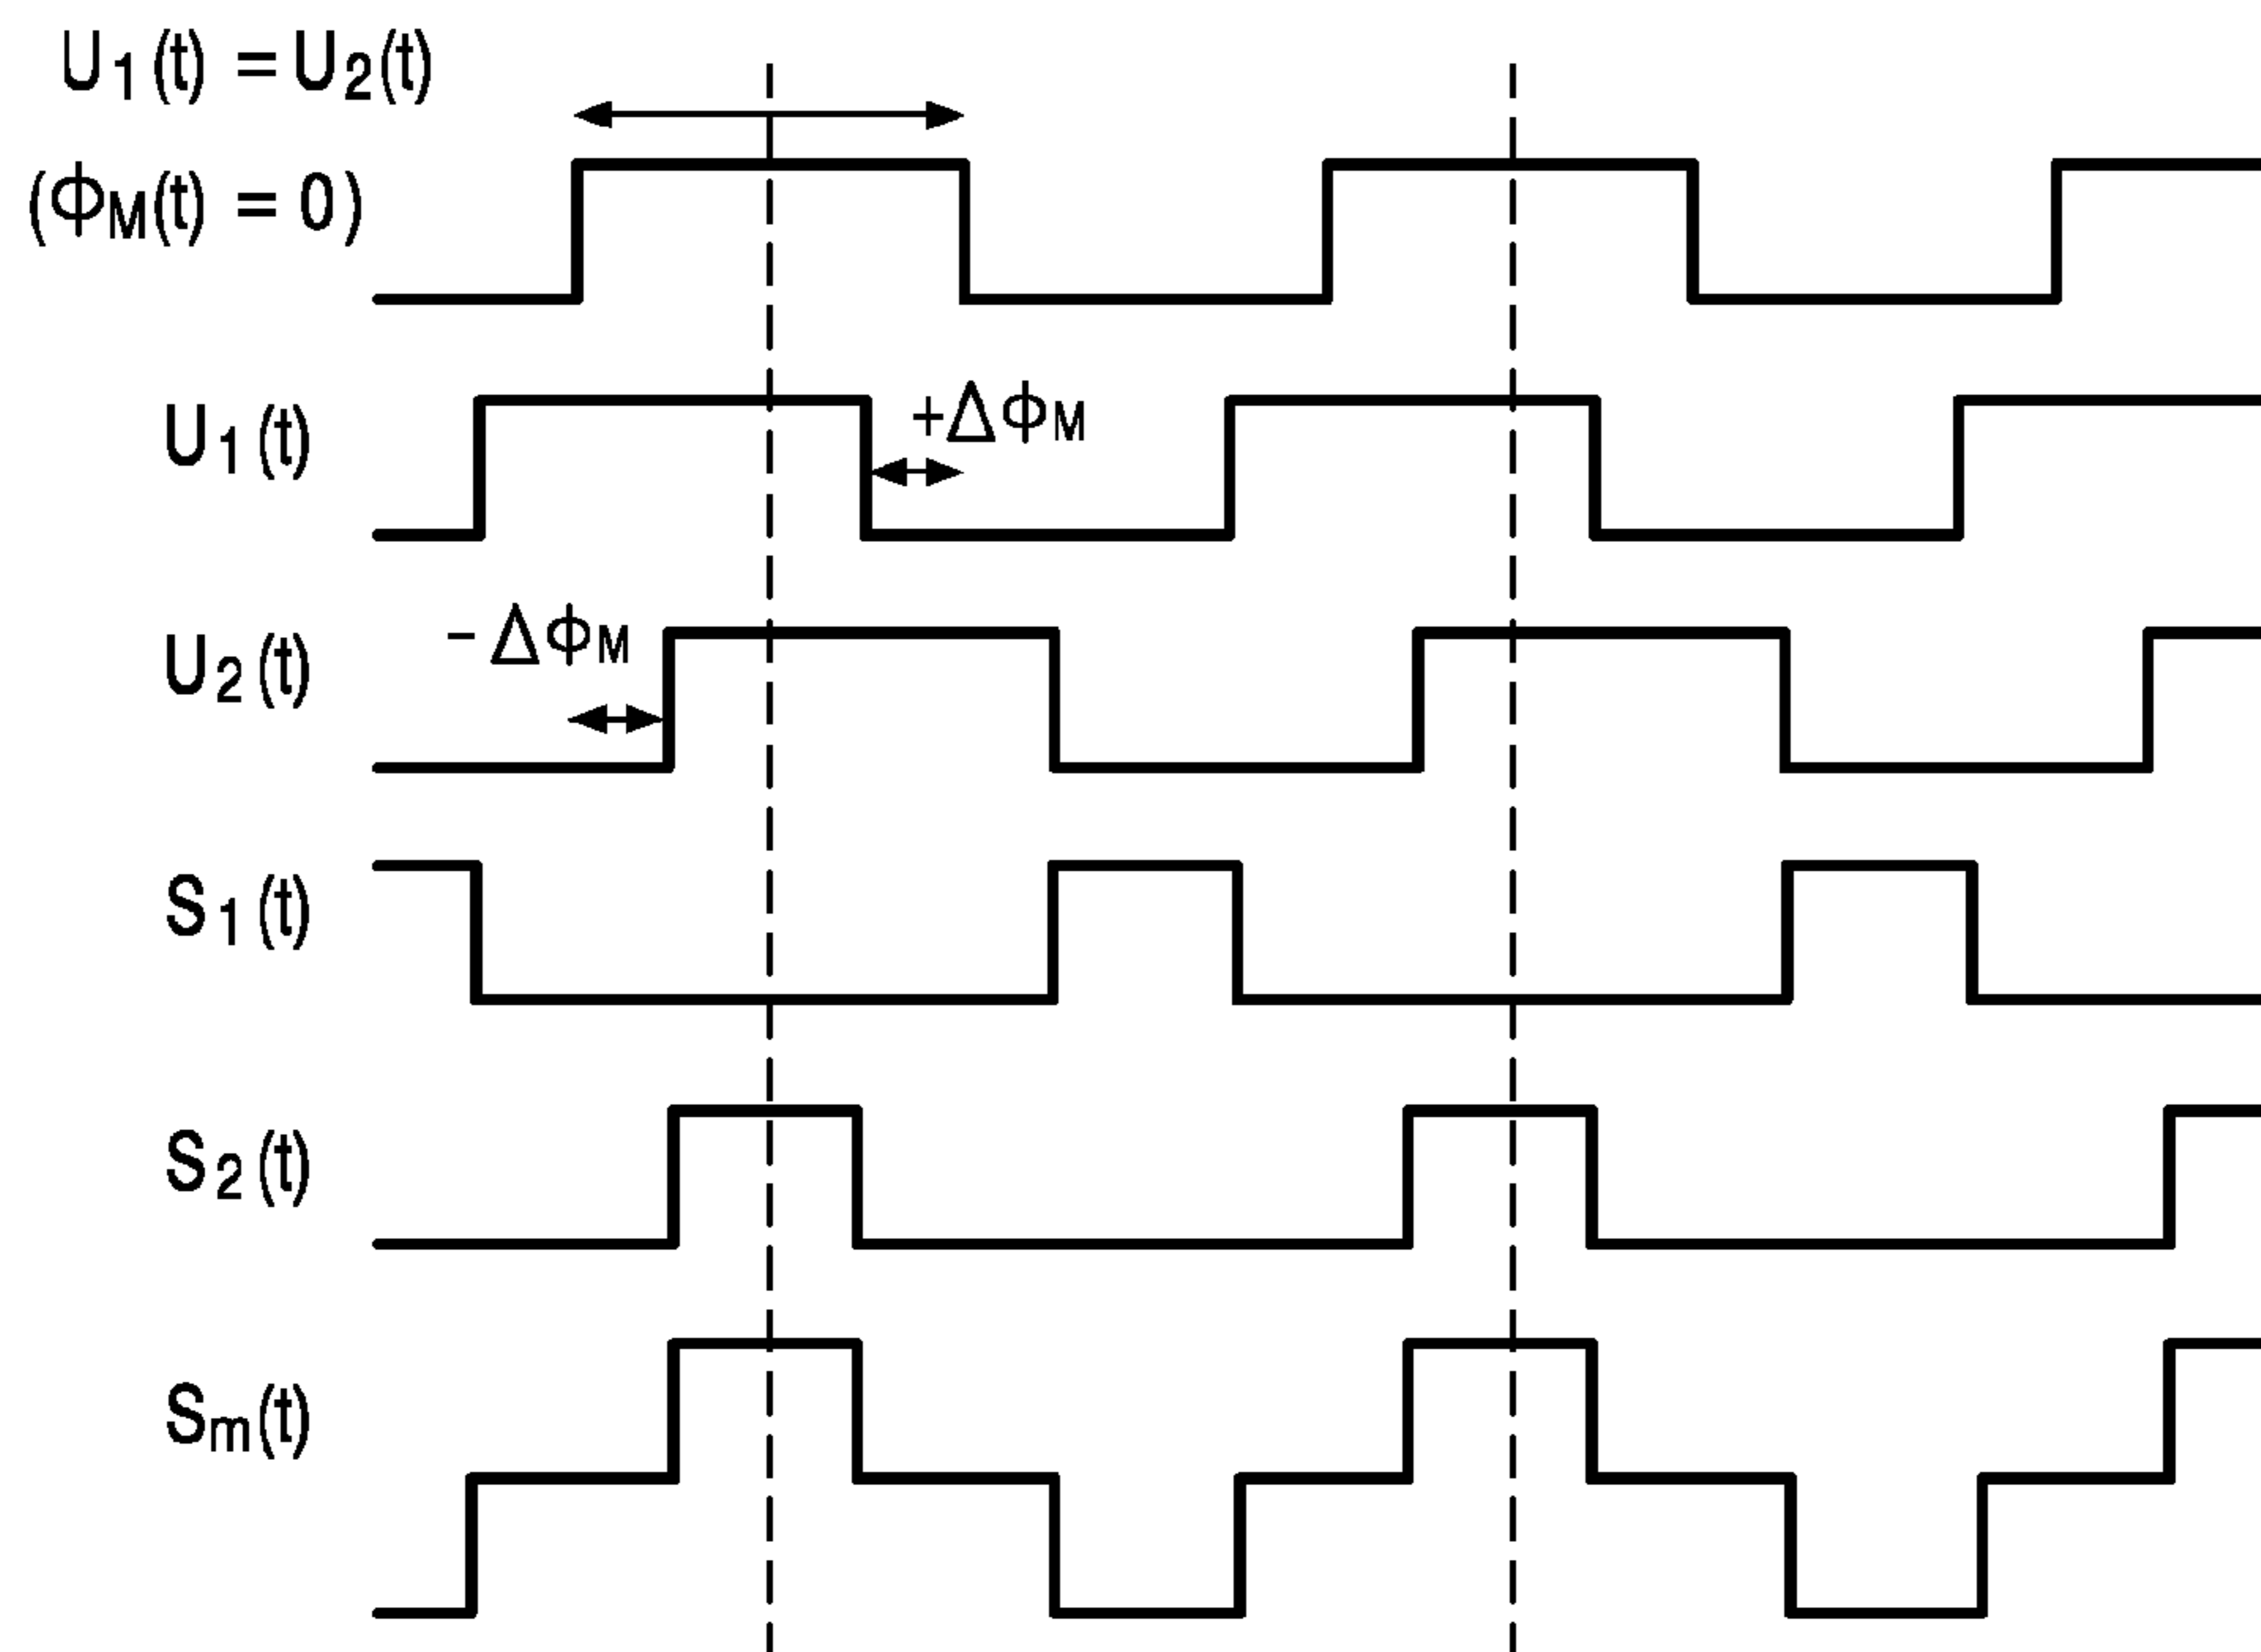 U1(t) = U2(t)
(ΦM(t) = 0)
U1(t)
+ΔΦM
U2(t)
-ΔΦM
S1(t)
S2(t)
Sm(t)